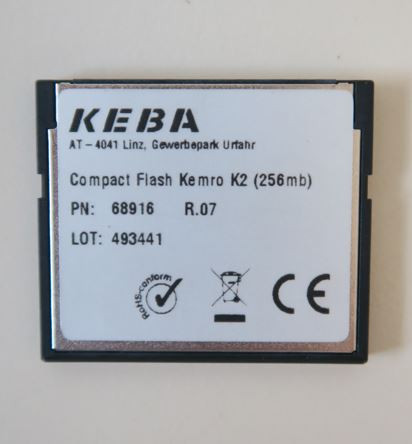 KEBA
AT - 4041 Linz, Gewerbepark Urfahr
Compact Flash Kemro K2 (256mb)
PN: 68916 R.07
LOT: 493441
RoHS-conform
CE